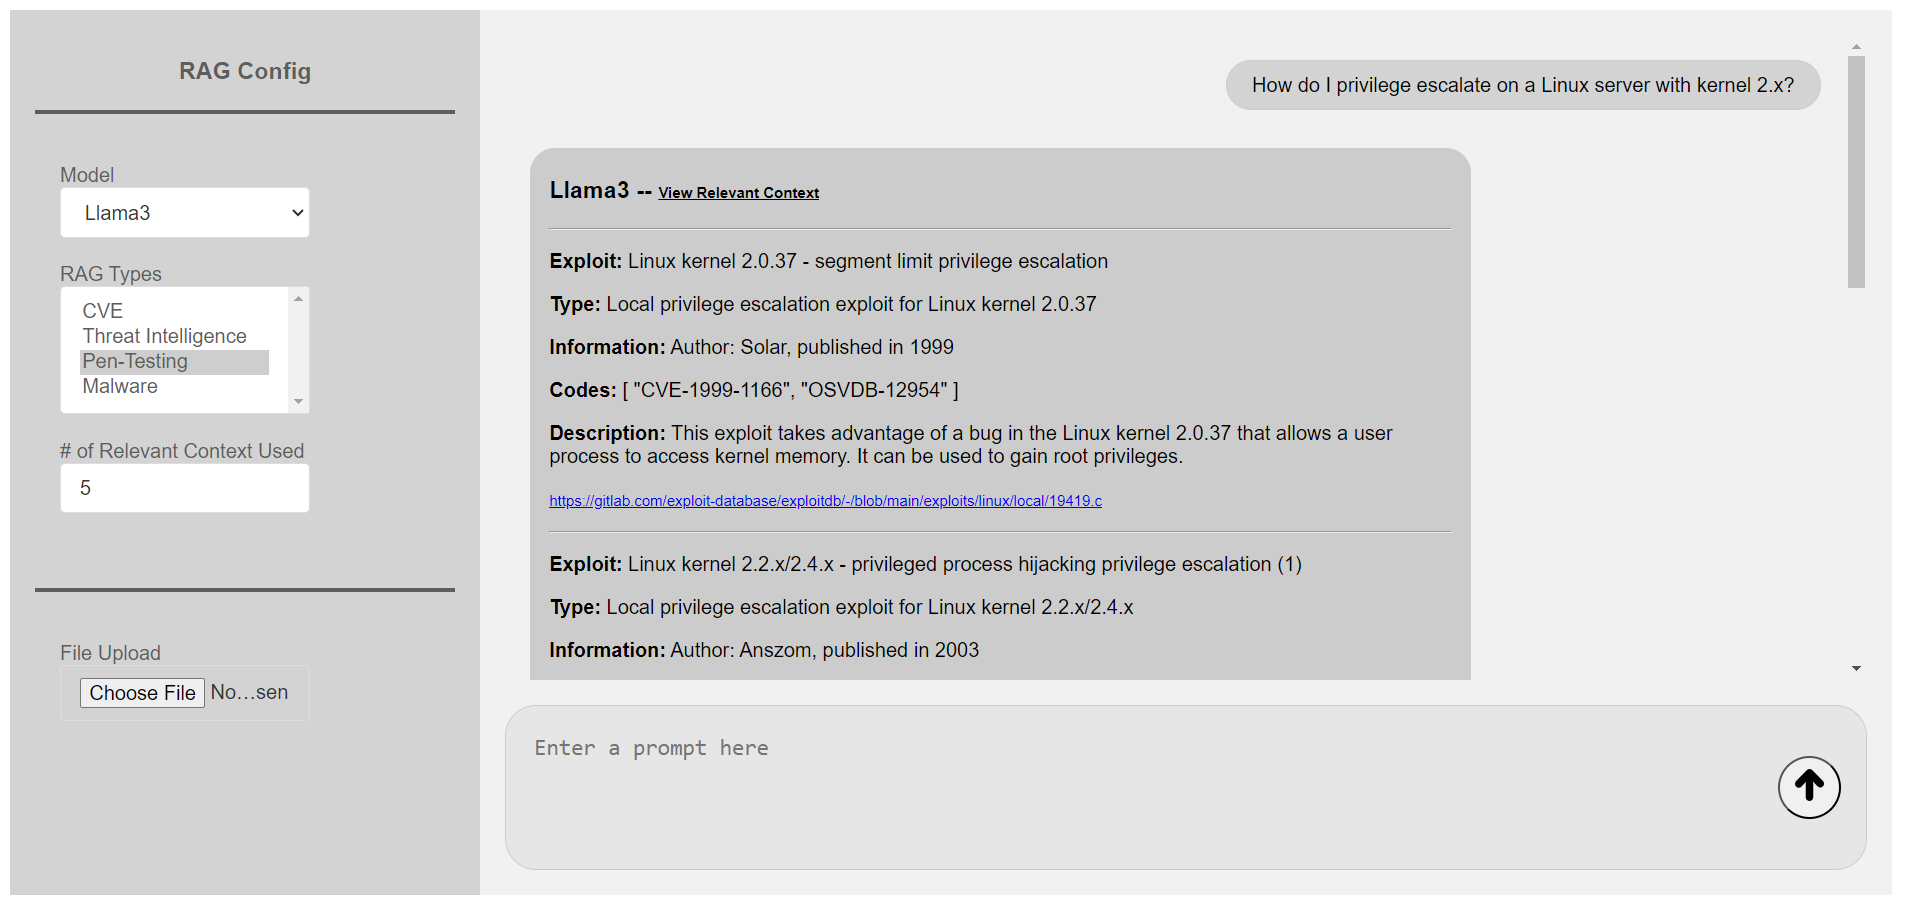 RAG Config
Model
Llama3
RAG Types
CVE
Threat Intelligence
Pen-Testing
Malware
# of Relevant Context Used
5
File Upload
Choose File No...sen
How do I privilege escalate on a Linux server with kernel 2.x?
Llama3 -- View Relevant Context
Exploit: Linux kernel 2.0.37 - segment limit privilege escalation
Type: Local privilege escalation exploit for Linux kernel 2.0.37
Information: Author: Solar, published in 1999
Codes: [ "CVE-1999-1166", "OSVDB-12954" ]
Description: This exploit takes advantage of a bug in the Linux kernel 2.0.37 that allows a user
process to access kernel memory. It can be used to gain root privileges.
https://gitlab.com/exploit-database/exploitdb/-/blob/main/exploits/linux/local/19419.c
Exploit: Linux kernel 2.2.x/2.4.x - privileged process hijacking privilege escalation (1)
Type: Local privilege escalation exploit for Linux kernel 2.2.x/2.4.x
Information: Author: Anszom, published in 2003
Enter a prompt here